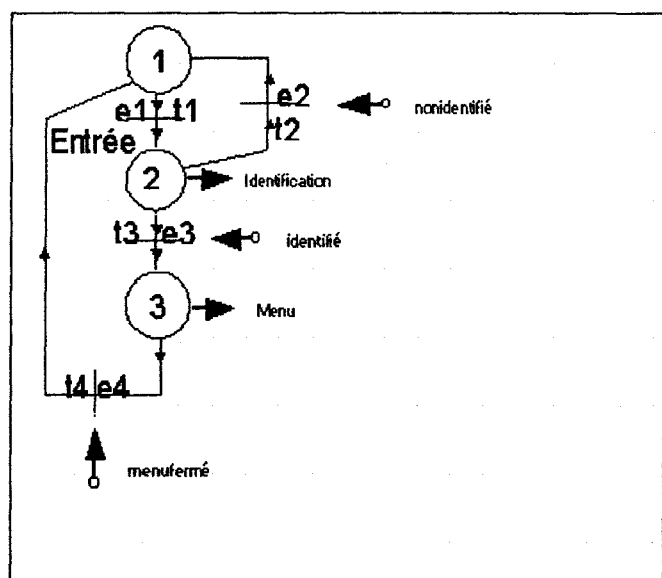 1
e1 t1
e2
nonidentifié
Entrée
t2
2
Identification
t3 e3
identifié
3
Menu
t4 e4
menufermé